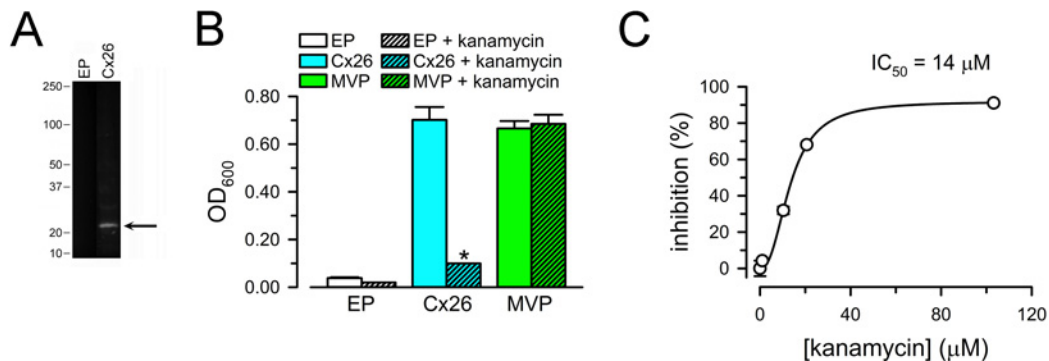 A
EP
Cx26
250
100
50
37
20
10
B
EP
EP + kanamycin
Cx26
Cx26 + kanamycin
MVP
MVP + kanamycin
OD600
0.80
0.60
0.40
0.20
0.00
*
EP
Cx26
MVP
C
IC50 = 14 µM
inhibition (%)
100
80
60
40
20
0
0
40
80
120
[kanamycin] (µM)